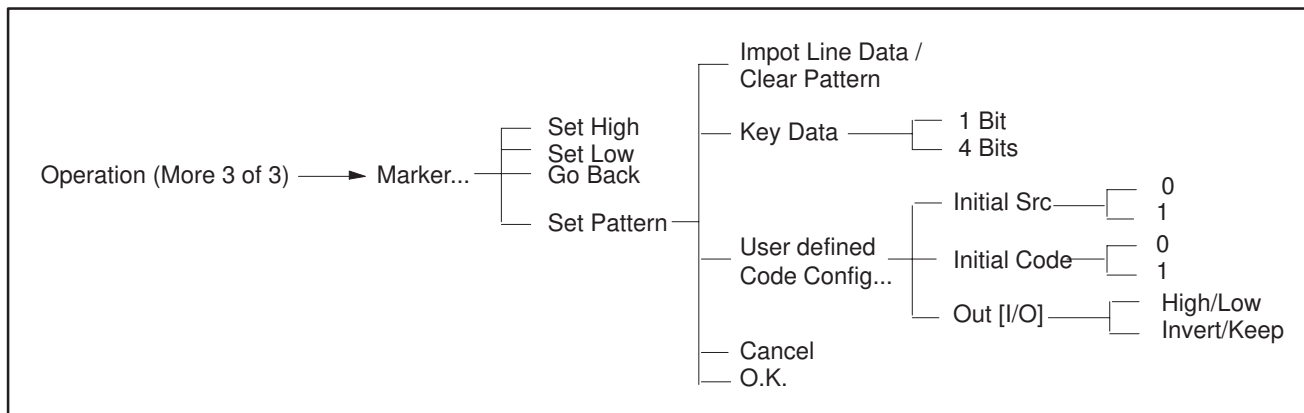 Operation (More 3 of 3)
Marker...
Set High
Set Low
Go Back
Set Pattern
Impot Line Data /
Clear Pattern
Key Data
1 Bit
4 Bits
User defined
Code Config...
Initial Src
0
1
Initial Code
0
1
Out [I/O]
High/Low
Invert/Keep
Cancel
O.K.